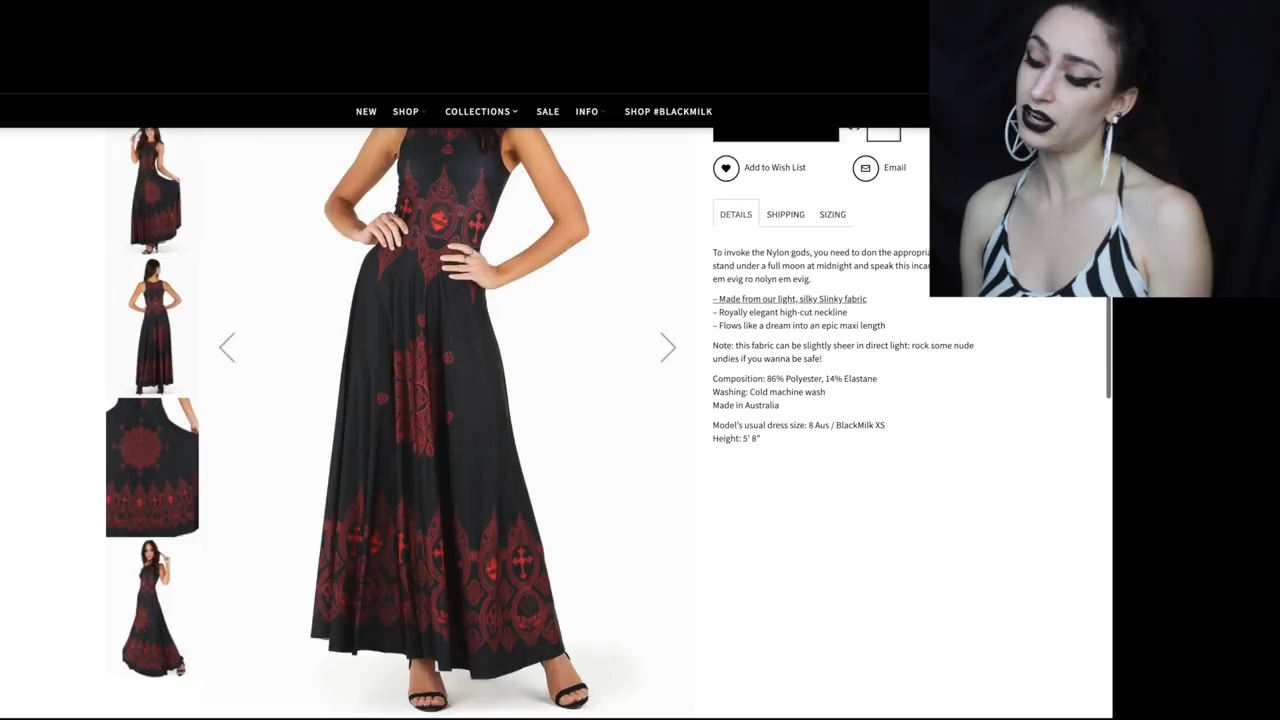 NEW SHOP COLLECTIONS SALE INFO SHOP #BLACKMILK
Add to Wish List Email
DETAILS SHIPPING SIZING
To invoke the Nylon gods, you need to don the
stand under a full moon at midnight and speak this
em evig ro nolyn em evig.
– Made from our light, silky Slinky fabric
– Royally elegant high-cut neckline
– Flows like a dream into an epic maxi length
Note: this fabric can be slightly sheer in direct light: rock some nude
undies if you wanna be safe!
Composition: 86% Polyester, 14% Elastane
Washing: Cold machine wash
Made in Australia
Model's usual dress size: 8 Aus / BlackMilk XS
Height: 5' 8"